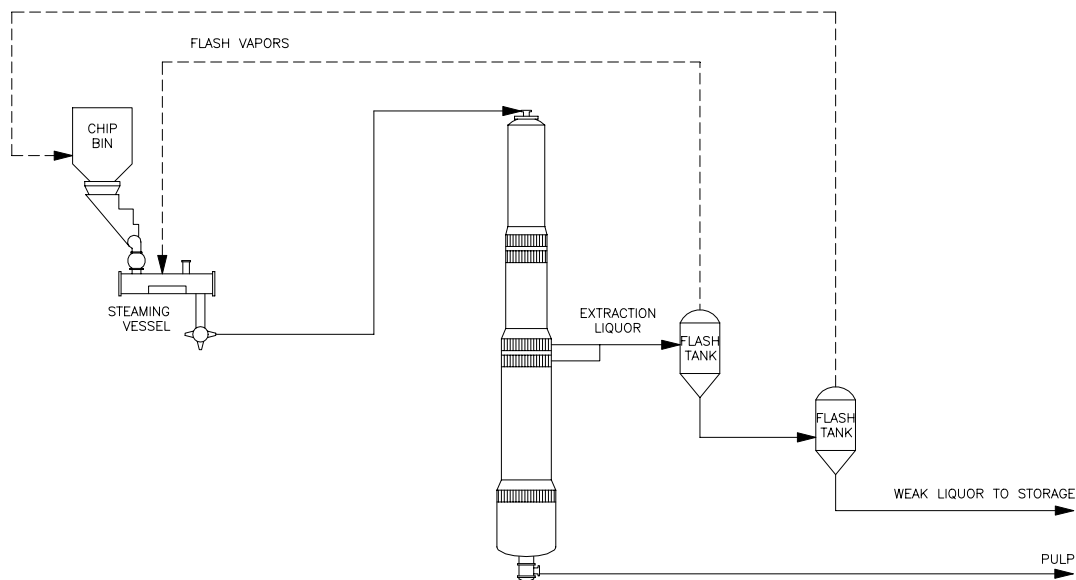 FLASH VAPORS
CHIP
BIN
STEAMING
VESSEL
EXTRACTION
LIQUOR
FLASH
TANK
FLASH
TANK
WEAK LIQUOR TO STORAGE
PULP